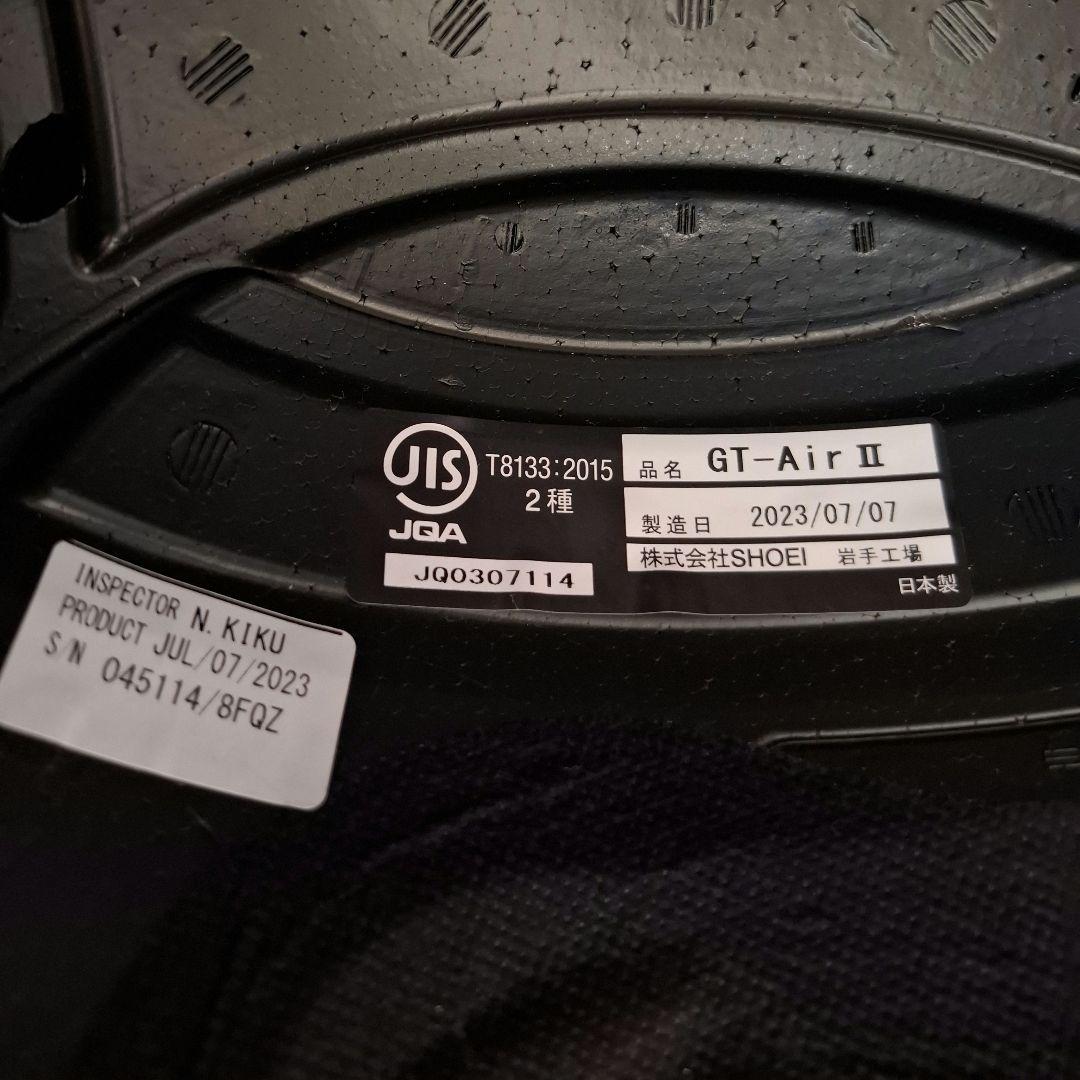 JIS
JQA
T8133:2015
2種
JQ0307114
品名 GT-Air Ⅱ
製造日 2023/07/07
株式会社SHOEI 岩手工場
日本製
INSPECTOR N. KIKU
PRODUCT JUL/07/2023
S/N 045114/8FQZ